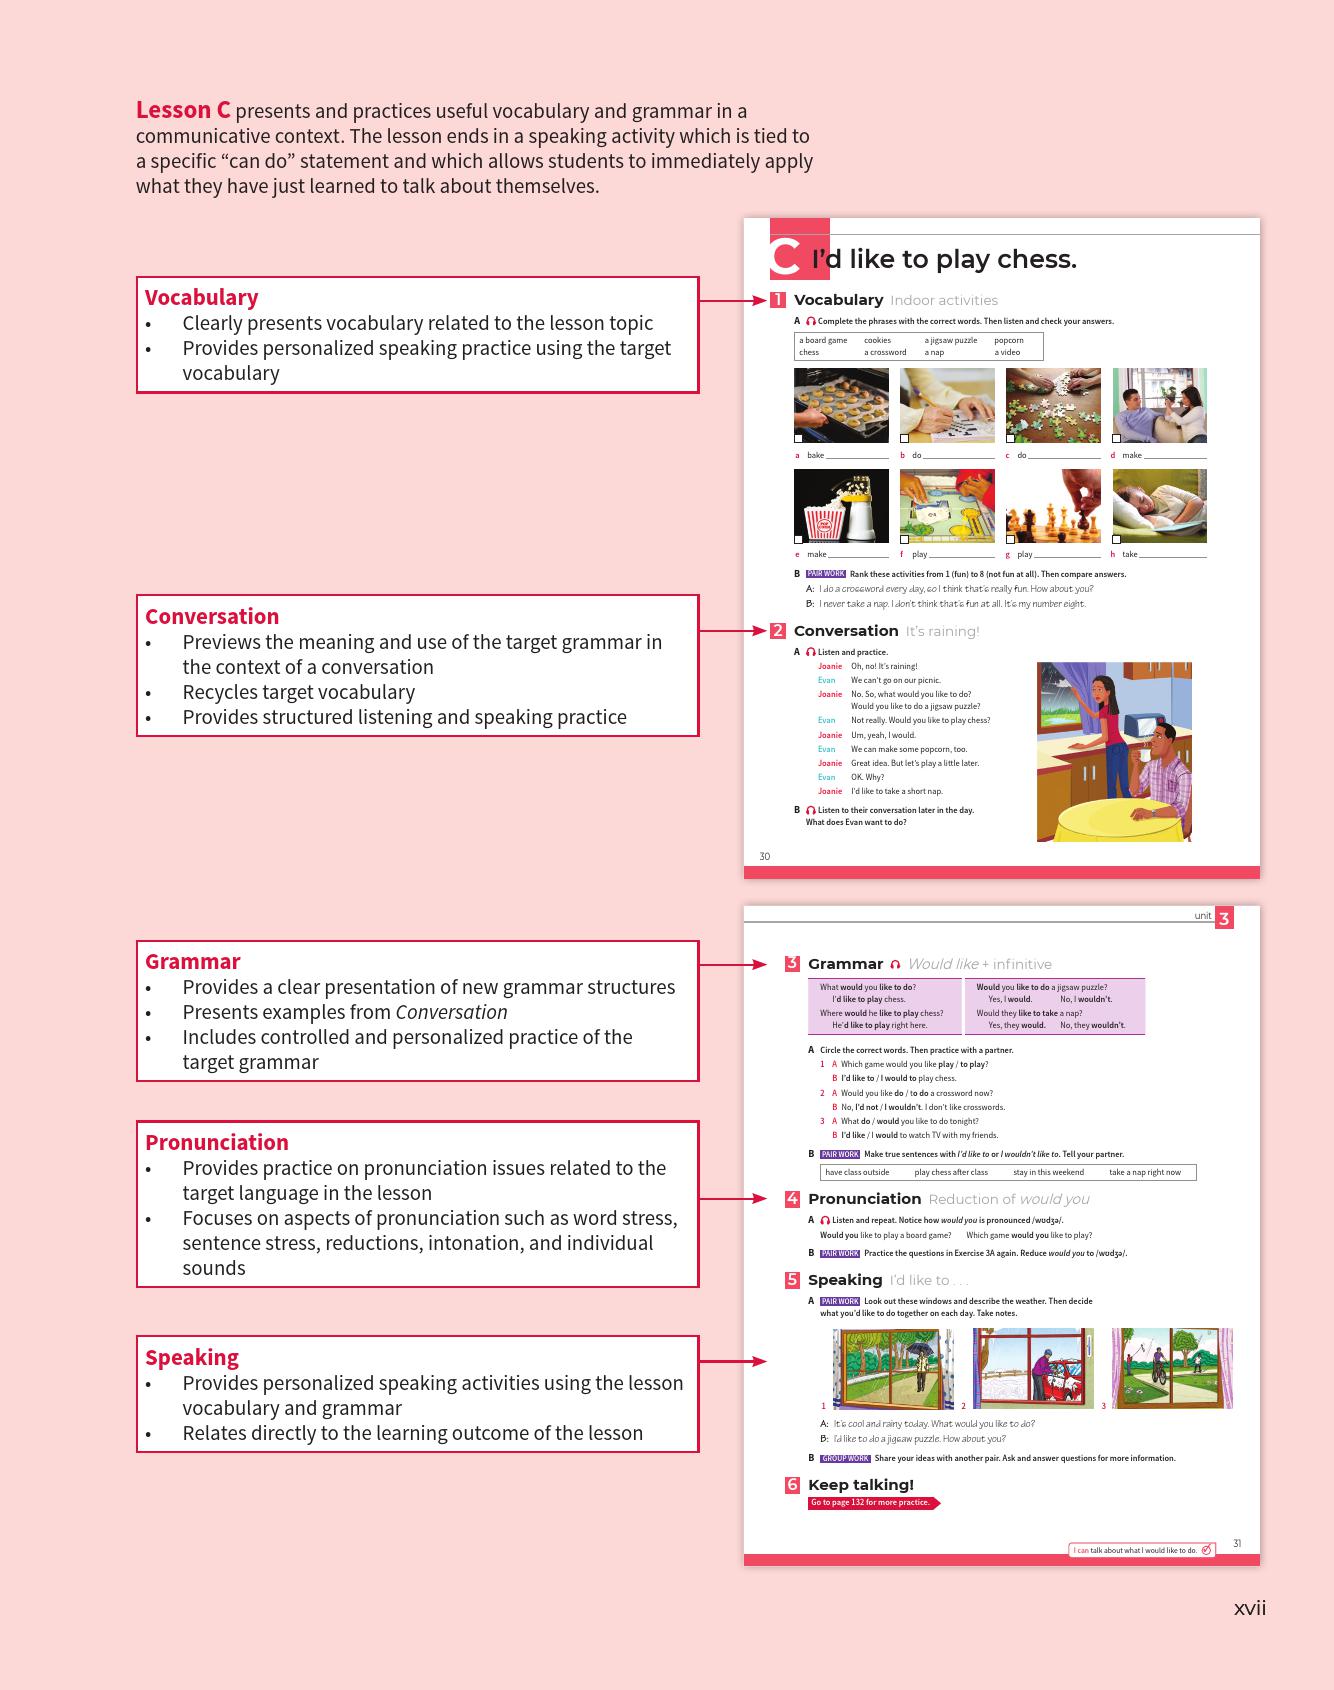 Lesson C presents and practices useful vocabulary and grammar in a
communicative context. The lesson ends in a speaking activity which is tied to
a specific “can do” statement and which allows students to immediately apply
what they have just learned to talk about themselves.
Vocabulary
• Clearly presents vocabulary related to the lesson topic
• Provides personalized speaking practice using the target
vocabulary
Conversation
• Previews the meaning and use of the target grammar in
the context of a conversation
• Recycles target vocabulary
• Provides structured listening and speaking practice
Grammar
• Provides a clear presentation of new grammar structures
• Presents examples from Conversation
• Includes controlled and personalized practice of the
target grammar
Pronunciation
• Provides practice on pronunciation issues related to the
target language in the lesson
• Focuses on aspects of pronunciation such as word stress,
sentence stress, reductions, intonation, and individual
sounds
Speaking
• Provides personalized speaking activities using the lesson
vocabulary and grammar
• Relates directly to the learning outcome of the lesson
C I’d like to play chess.
1 Vocabulary Indoor activities
A Complete the phrases with the correct words. Then listen and check your answers.
a board game cookies a jigsaw puzzle popcorn
chess a crossword a nap a video
a bake b do c do d make
e make f play g play h take
B PAIR WORK Rank these activities from 1 (fun) to 8 (not fun at all). Then compare answers.
A: I do a crossword every day, so I think that’s really fun. How about you?
B: I never take a nap. I don’t think that’s fun at all. It’s my number eight.
2 Conversation It’s raining!
A Listen and practice.
Joanie Oh, no! It’s raining!
Evan We can’t go on our picnic.
Joanie No. So, what would you like to do?
Would you like to do a jigsaw puzzle?
Evan Not really. Would you like to play chess?
Joanie Um, yeah, I would.
Evan We can make some popcorn, too.
Joanie Great idea. But let’s play a little later.
Evan OK. Why?
Joanie I’d like to take a short nap.
B Listen to their conversation later in the day.
What does Evan want to do?
30
unit 3
3 Grammar Would like + infinitive
What would you like to do? Would you like to do a jigsaw puzzle?
I’d like to play chess. Yes, I would. No, I wouldn’t.
Where would he like to play chess? Would they like to take a nap?
He’d like to play right here. Yes, they would. No, they wouldn’t.
A Circle the correct words. Then practice with a partner.
1 A Which game would you like play / to play?
B I’d like to / I would to play chess.
2 A Would you like do / to do a crossword now?
B No, I’d not / I wouldn’t. I don’t like crosswords.
3 A What do / would you like to do tonight?
B I’d like / I would to watch TV with my friends.
B PAIR WORK Make true sentences with I’d like to or I wouldn’t like to. Tell your partner.
have class outside play chess after class stay in this weekend take a nap right now
4 Pronunciation Reduction of would you
A Listen and repeat. Notice how would you is pronounced /wʊdʒə/.
Would you like to play a board game? Which game would you like to play?
B PAIR WORK Practice the questions in Exercise 3A again. Reduce would you to /wʊdʒə/.
5 Speaking I’d like to . . .
A PAIR WORK Look out these windows and describe the weather. Then decide
what you’d like to do together on each day. Take notes.
1 2 3
A: It’s cool and rainy today. What would you like to do?
B: I’d like to do a jigsaw puzzle. How about you?
B GROUP WORK Share your ideas with another pair. Ask and answer questions for more information.
6 Keep talking!
Go to page 132 for more practice.
I can talk about what I would like to do.
31
xvii